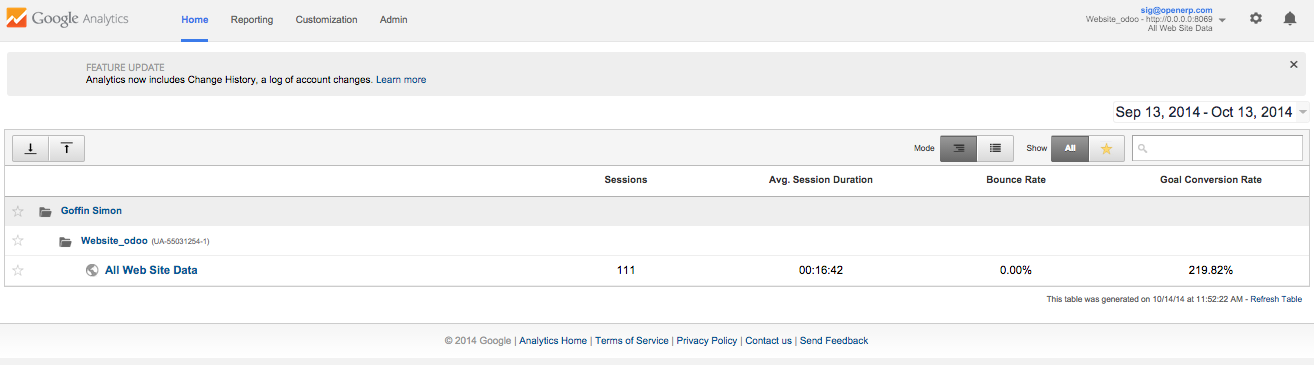 Google Analytics
Home Reporting Customization Admin
sig@openerp.com
Website_odoo - http://0.0.0.0:8069
All Web Site Data
FEATURE UPDATE
Analytics now includes Change History, a log of account changes. Learn more
Sep 13, 2014 - Oct 13, 2014
Mode Show All
Sessions Avg. Session Duration Bounce Rate Goal Conversion Rate
Goffin Simon
Website_odoo (UA-55031254-1)
All Web Site Data 111 00:16:42 0.00% 219.82%
This table was generated on 10/14/14 at 11:52:22 AM - Refresh Table
© 2014 Google | Analytics Home | Terms of Service | Privacy Policy | Contact us | Send Feedback